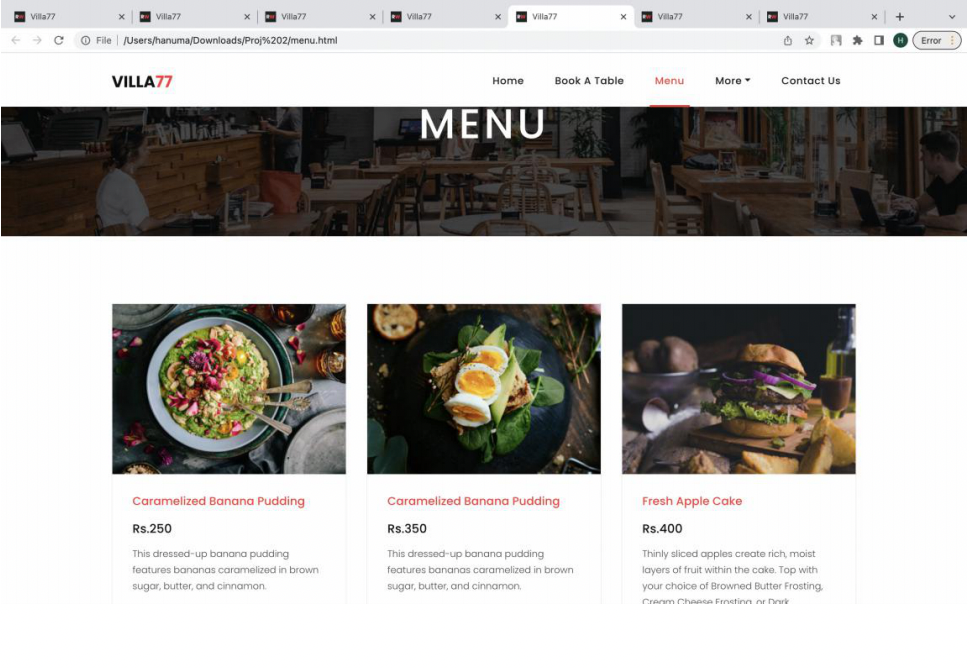 Villa77
Villa77
Villa77
Villa77
Villa77
Villa77
Villa77
File | /Users/hanuma/Downloads/Proj%202/menu.html
H
Error
VILLA77
Home
Book A Table
Menu
More
Contact Us
MENU
Caramelized Banana Pudding
Rs.250
This dressed-up banana pudding
features bananas caramelized in brown
sugar, butter, and cinnamon.
Caramelized Banana Pudding
Rs.350
This dressed-up banana pudding
features bananas caramelized in brown
sugar, butter, and cinnamon.
Fresh Apple Cake
Rs.400
Thinly sliced apples create rich, moist
layers of fruit within the cake. Top with
your choice of Browned Butter Frosting,
Cream Cheese Frosting, or Dark